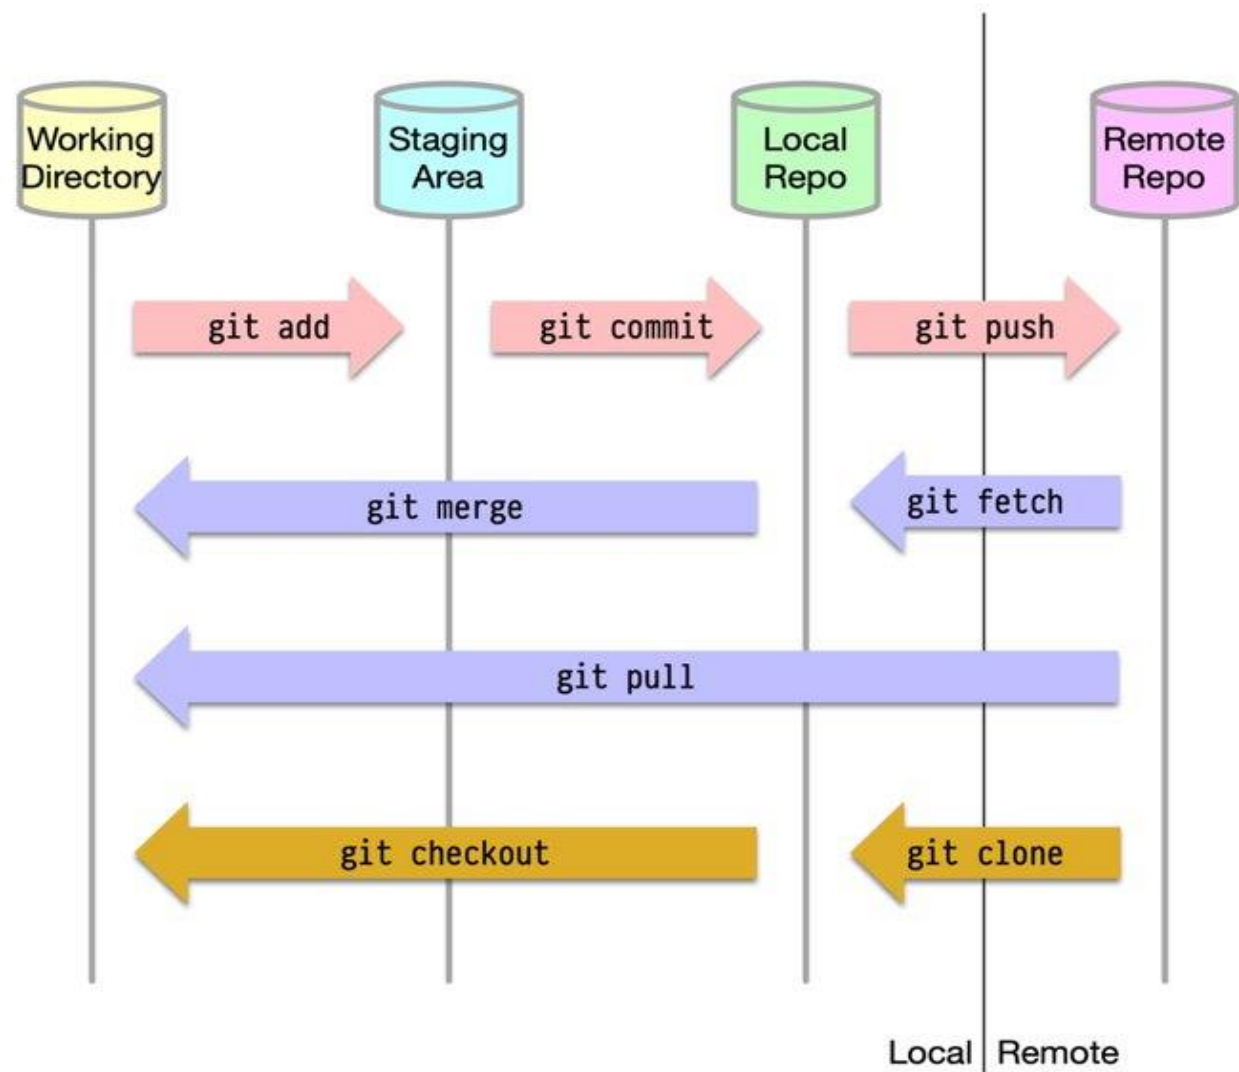 Working
Directory
Staging
Area
Local
Repo
Remote
Repo
git add
git commit
git push
git merge
git fetch
git pull
git checkout
git clone
Local
Remote